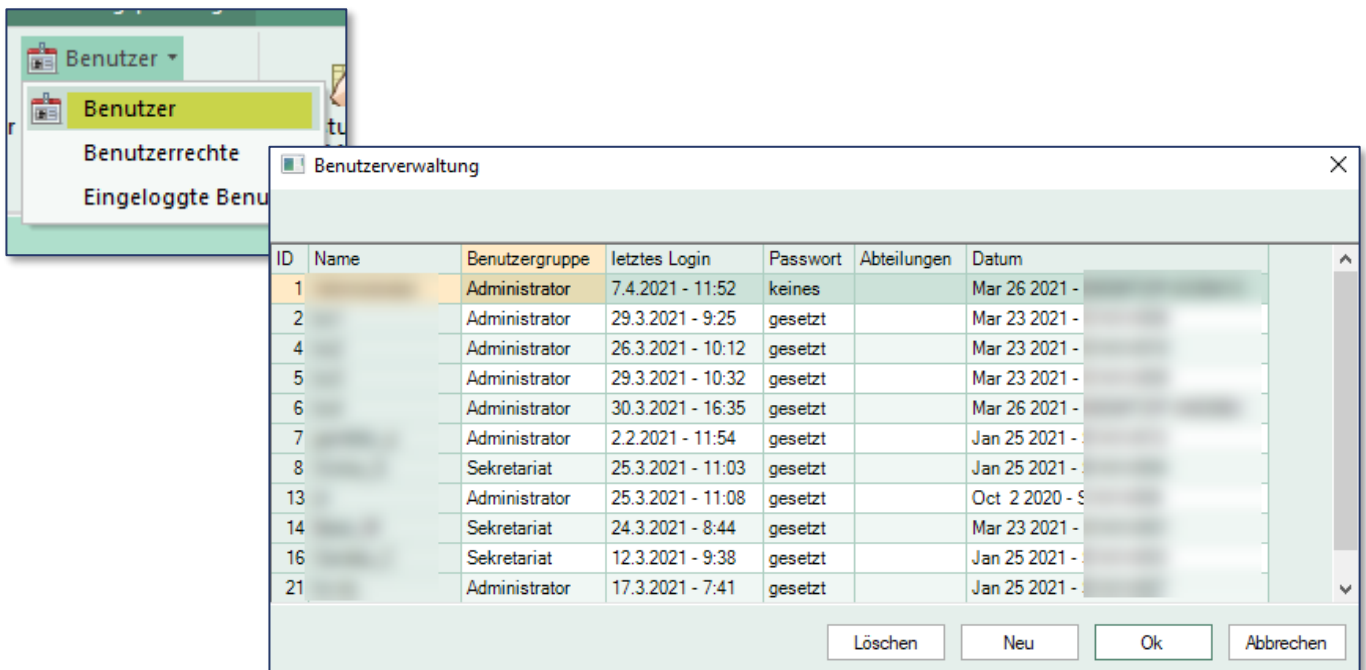 Benutzer
Benutzer
Benutzerrechte
Eingeloggte Benu
Benutzerverwaltung
ID Name Benutzergruppe letztes Login Passwort Abteilungen Datum
1 Administrator 7.4.2021 - 11:52 keines Mar 26 2021 -
2 Administrator 29.3.2021 - 9:25 gesetzt Mar 23 2021 -
4 Administrator 26.3.2021 - 10:12 gesetzt Mar 23 2021 -
5 Administrator 29.3.2021 - 10:32 gesetzt Mar 23 2021 -
6 Administrator 30.3.2021 - 16:35 gesetzt Mar 26 2021 -
7 Administrator 2.2.2021 - 11:54 gesetzt Jan 25 2021 -
8 Sekretariat 25.3.2021 - 11:03 gesetzt Jan 25 2021 -
13 Administrator 25.3.2021 - 11:08 gesetzt Oct 2 2020 - S
14 Sekretariat 24.3.2021 - 8:44 gesetzt Mar 23 2021 -
16 Sekretariat 12.3.2021 - 9:38 gesetzt Jan 25 2021 -
21 Administrator 17.3.2021 - 7:41 gesetzt Jan 25 2021 -
Löschen Neu Ok Abbrechen